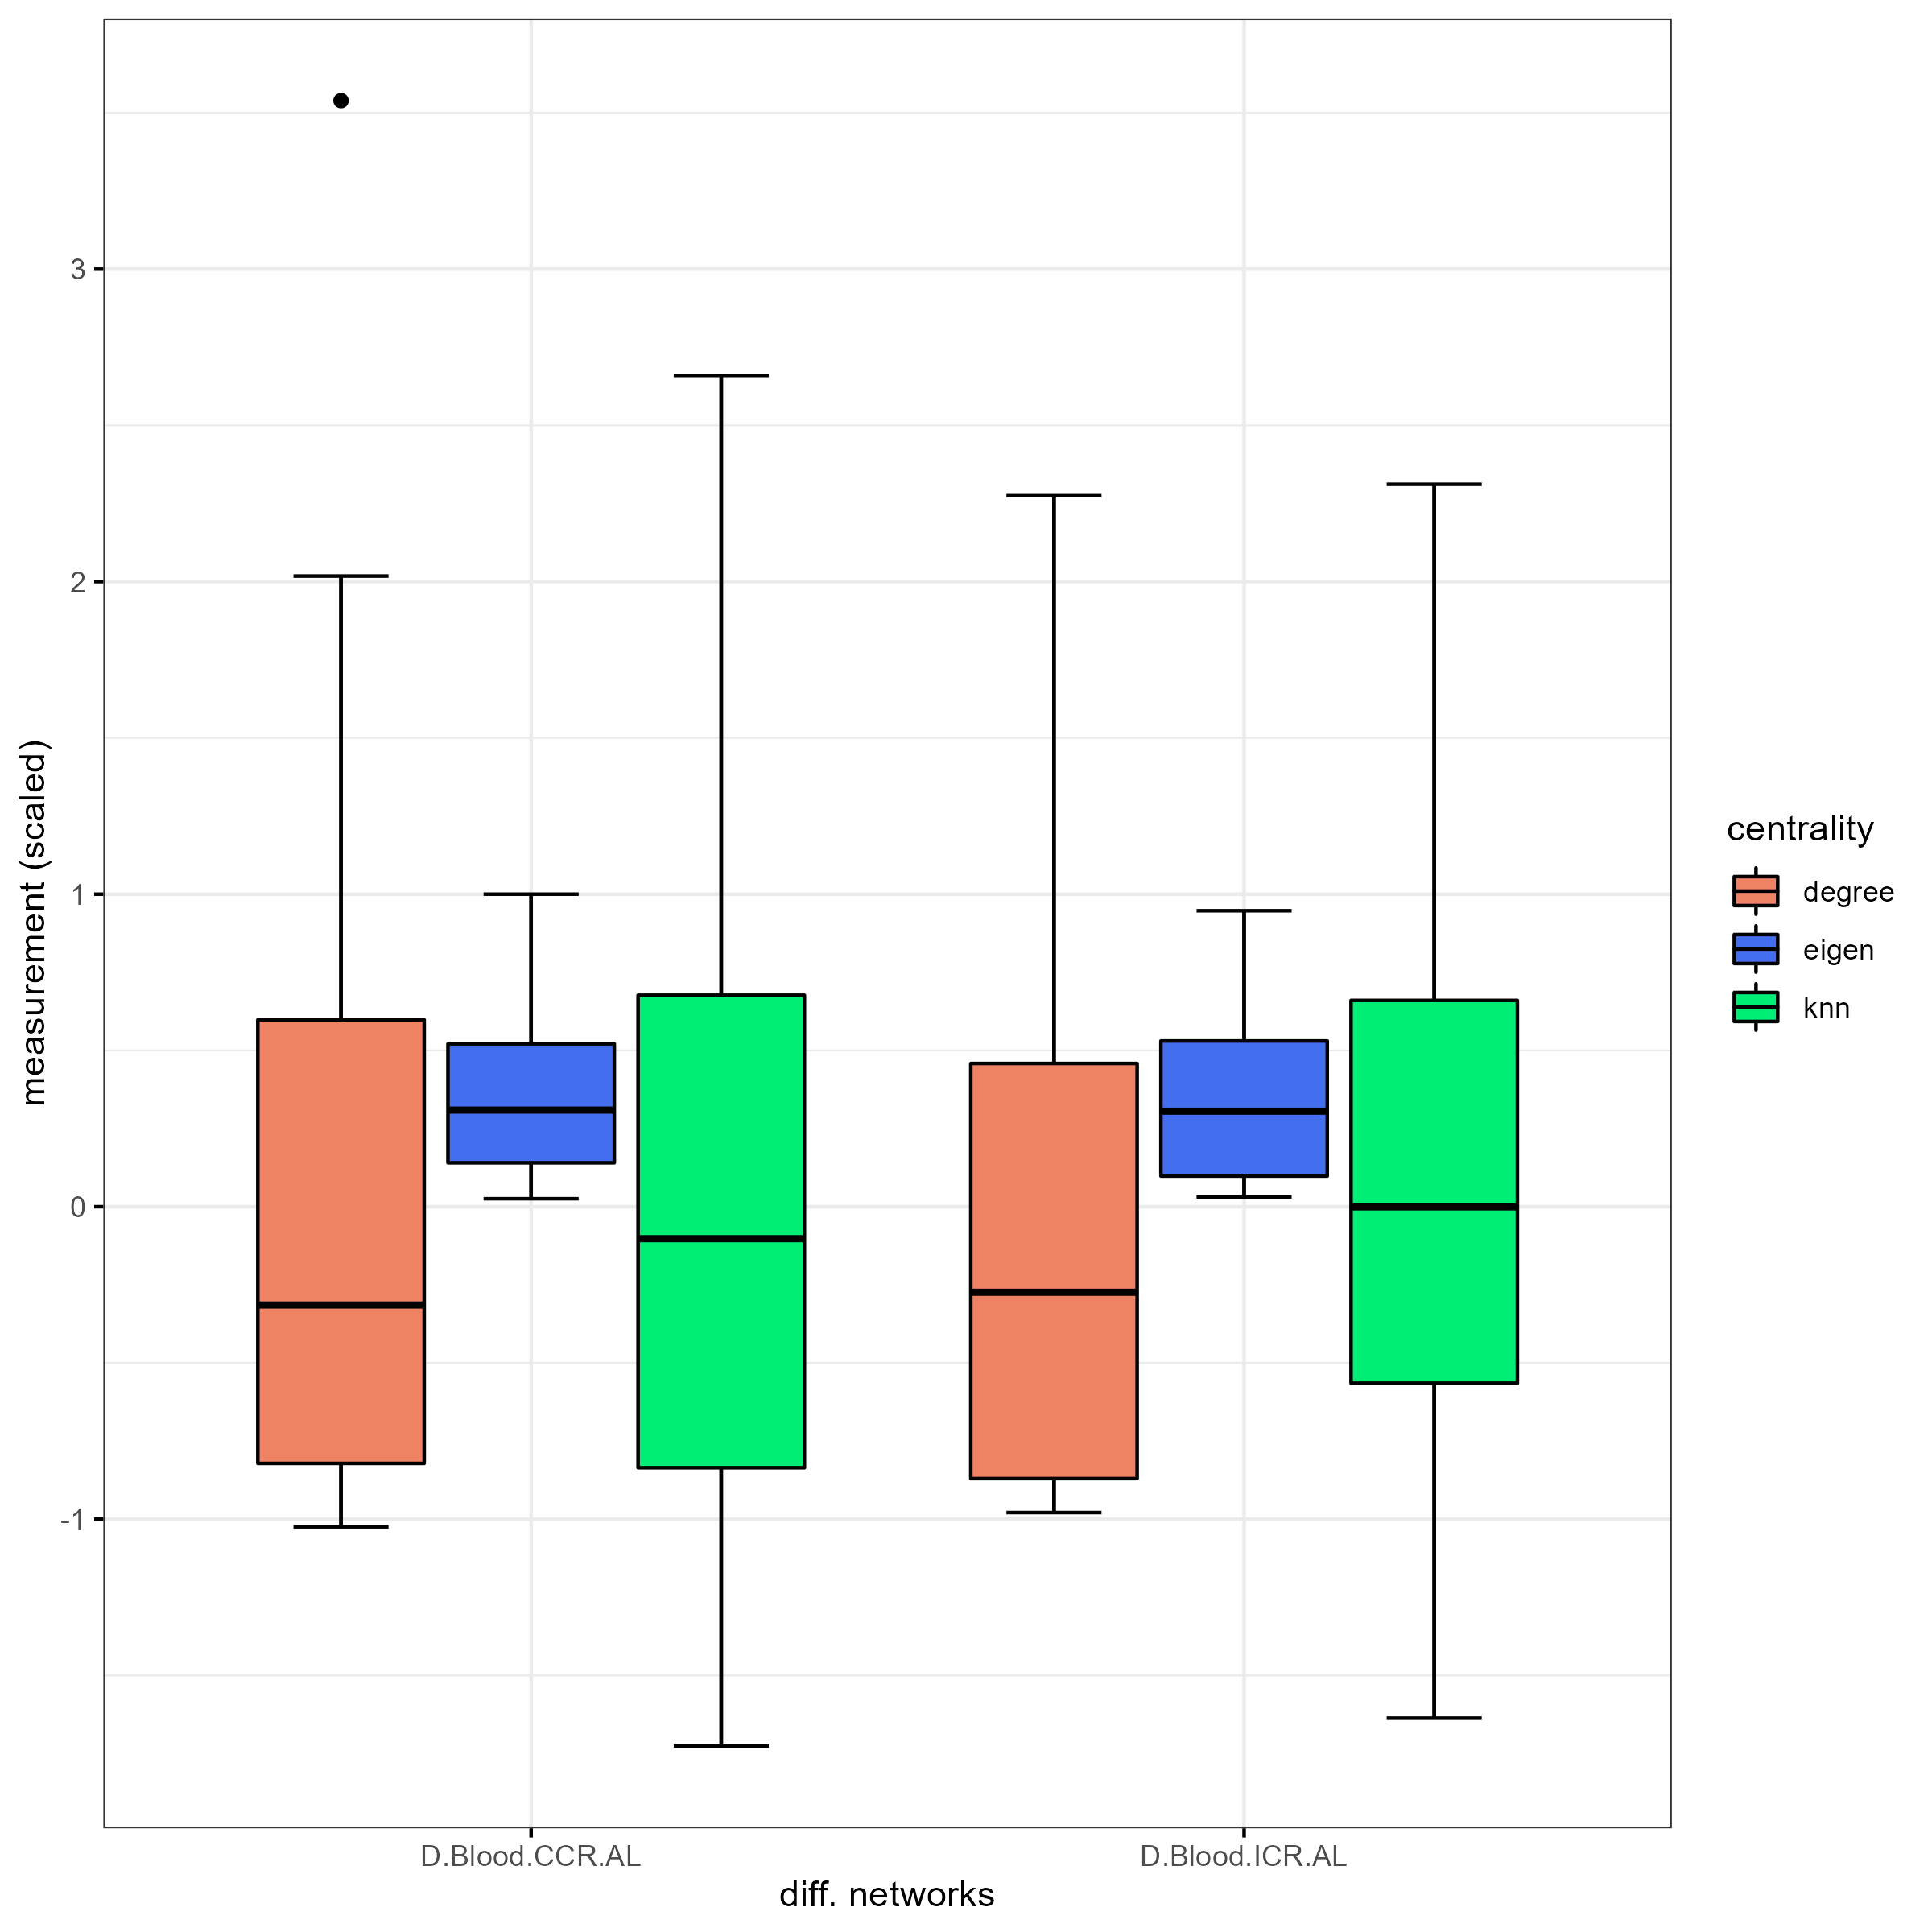 measurement (scaled)
3
2
1
0
-1
D.Blood.CCR.AL
D.Blood.ICR.AL
diff. networks
centrality
degree
eigen
knn